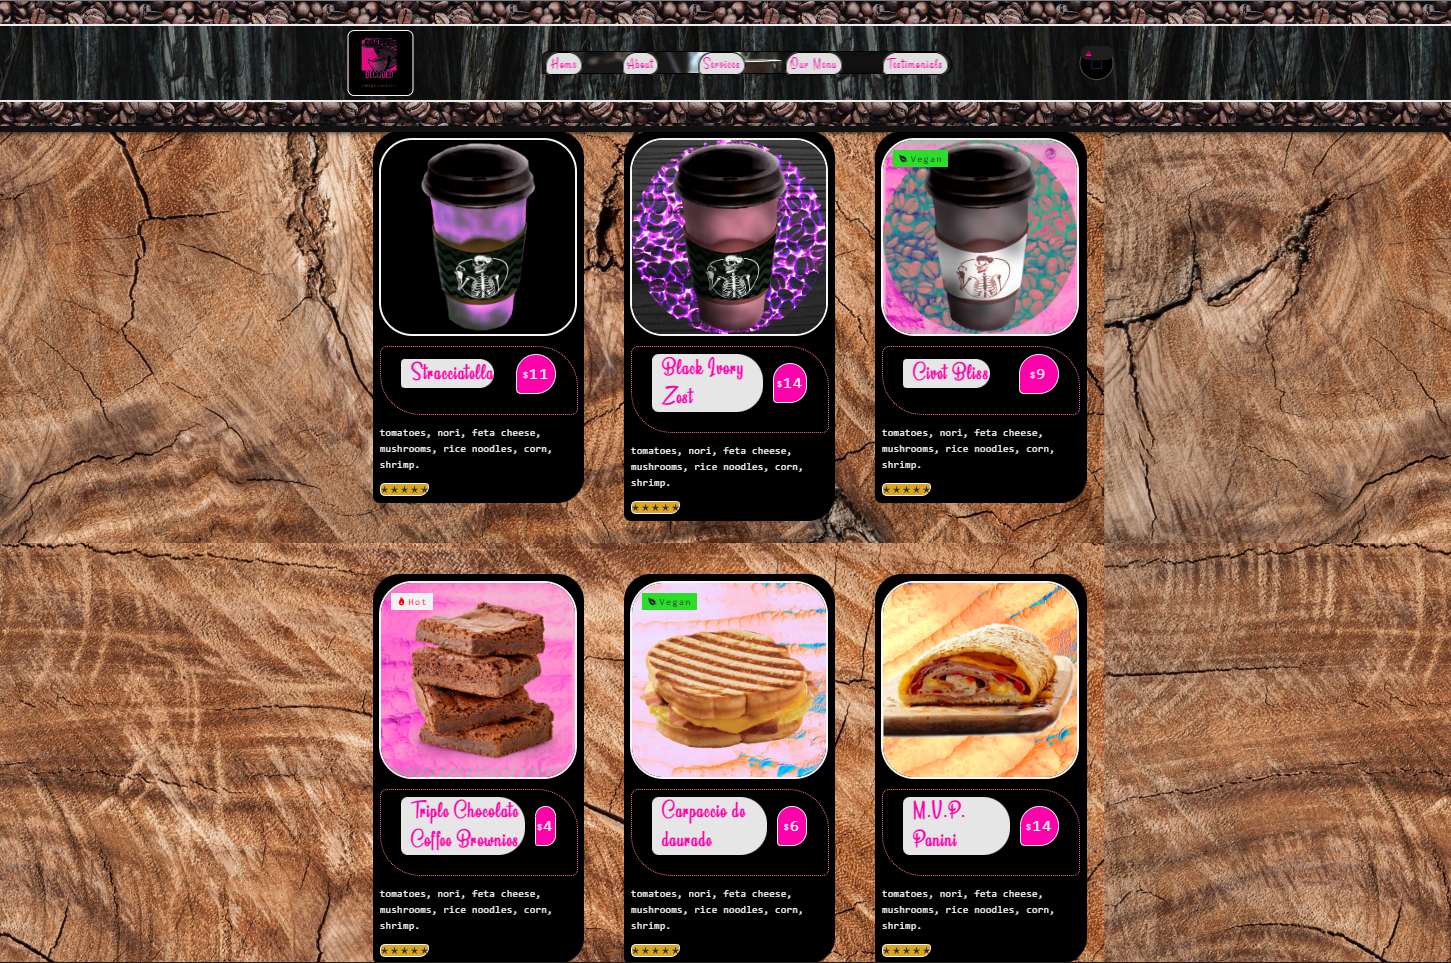 DECODED
Home
About
Services
Our Menu
Testimonials
Vegan
Stracciatella
$11
Black Ivory
Zest
$14
Civet Bliss
$9
tomatoes, nori, feta cheese,
mushrooms, rice noodles, corn,
shrimp.
tomatoes, nori, feta cheese,
mushrooms, rice noodles, corn,
shrimp.
tomatoes, nori, feta cheese,
mushrooms, rice noodles, corn,
shrimp.
Hot
Vegan
Triple Chocolate
Coffee Brownies
$4
Carpaccio de
daurade
$6
M.V.P.
Panini
$14
tomatoes, nori, feta cheese,
mushrooms, rice noodles, corn,
shrimp.
tomatoes, nori, feta cheese,
mushrooms, rice noodles, corn,
shrimp.
tomatoes, nori, feta cheese,
mushrooms, rice noodles, corn,
shrimp.